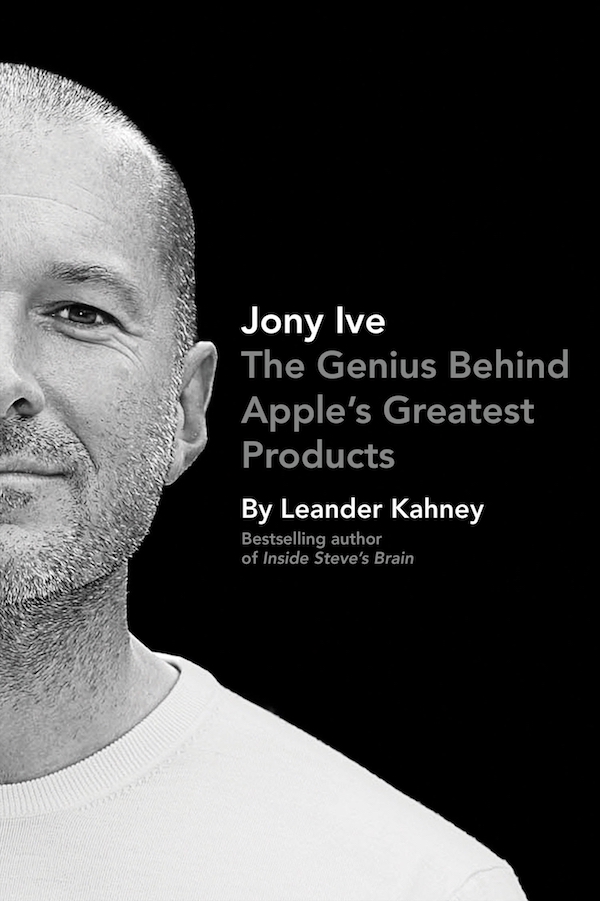 Jony Ive
The Genius Behind
Apple’s Greatest
Products
By Leander Kahney
Bestselling author
of Inside Steve’s Brain